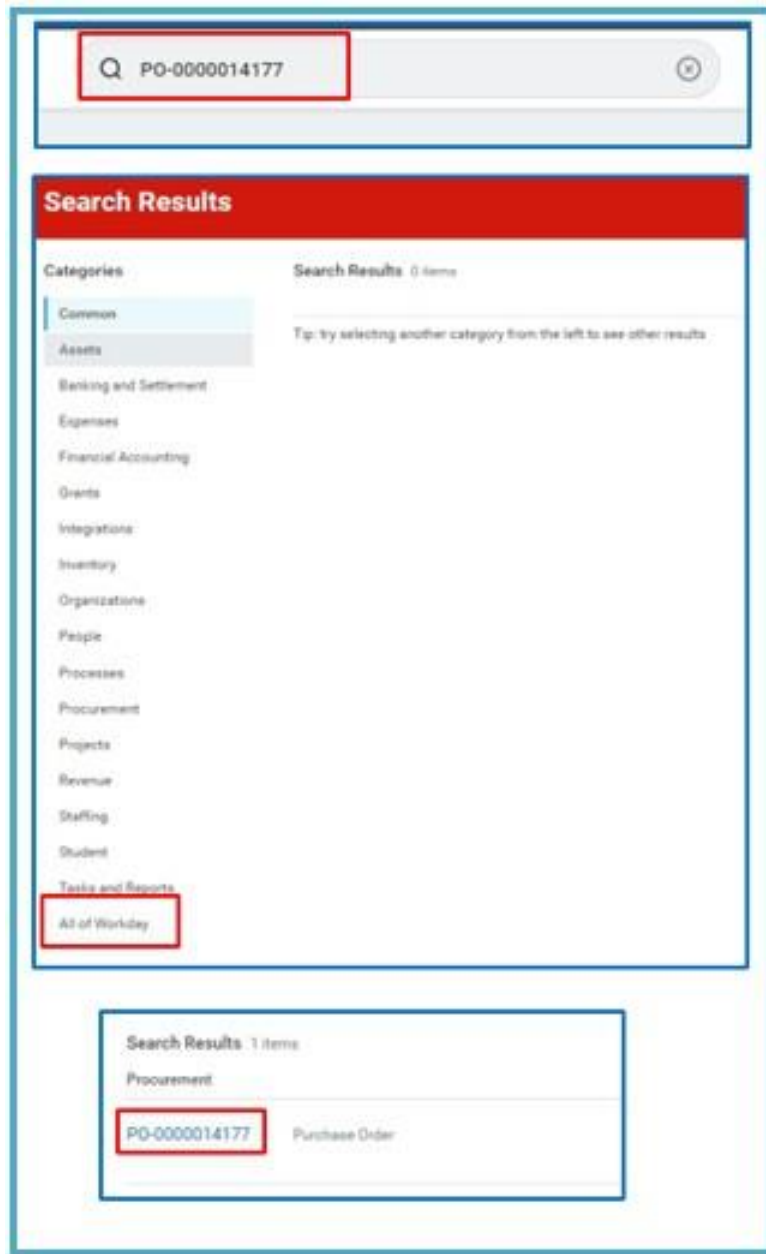 PO-0000014177
Search Results
Categories
Search Results 0 items
Common
Tip: try selecting another category from the left to see other results
Assets
Banking and Settlement
Expenses
Financial Accounting
Grants
Integrations
Inventory
Organizations
People
Processes
Procurement
Projects
Revenue
Staffing
Student
Tasks and Reports
All of Workday
Search Results 1 items
Procurement
PO-0000014177 Purchase Order